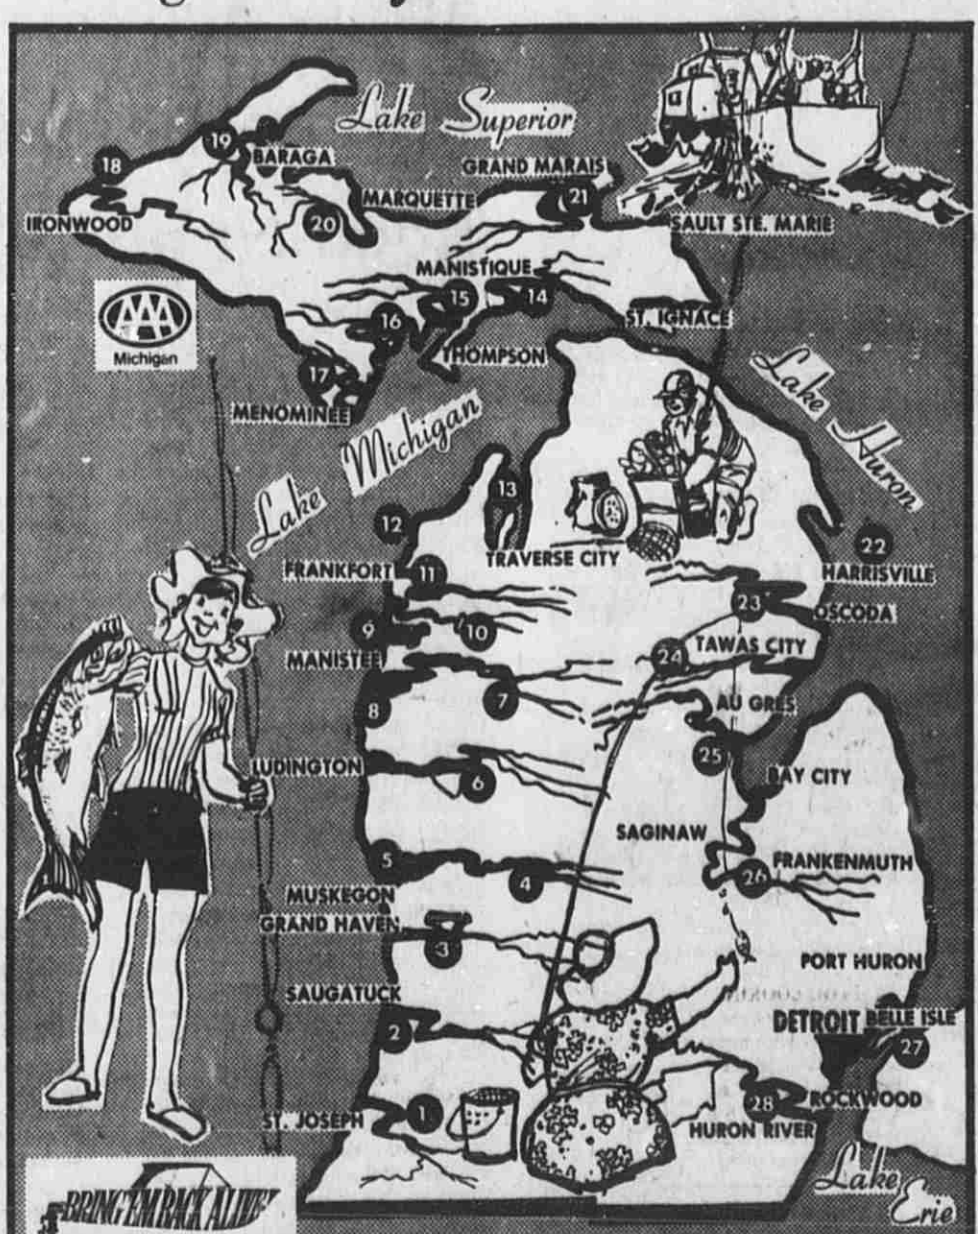 Lake Superior
19
BARAGA
18
GRAND MARAIS
21
IRONWOOD
MARQUETTE
20
SAULT STE. MARIE
MANISTIQUE
AAA
Michigan
15
14
16
ST. IGNACE
THOMPSON
17
MENOMINEE
Lake Michigan
Lake Huron
13
12
TRAVERSE CITY
22
FRANKFORT
11
HARRISVILLE
23
OSCODA
9
10
MANISTEE
24
TAWAS CITY
8
7
AU GRES
25
LUDINGTON
6
BAY CITY
SAGINAW
5
4
26
FRANKENMUTH
MUSKEGON
GRAND HAVEN
3
PORT HURON
SAUGATUCK
2
DETROIT
BELLE ISLE
27
ST. JOSEPH
1
28
ROCKWOOD
HURON RIVER
BRING 'EM BACK ALIVE
Lake Erie